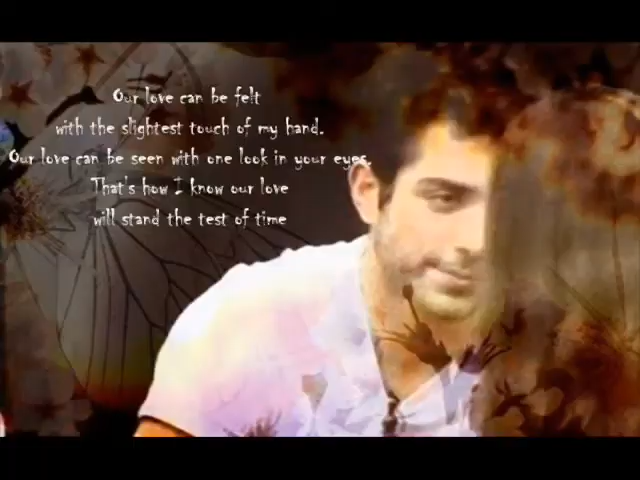 Our love can be felt
with the slightest touch of my hand.
Our love can be seen with one look in your eyes.
That's how I know our love
will stand the test of time